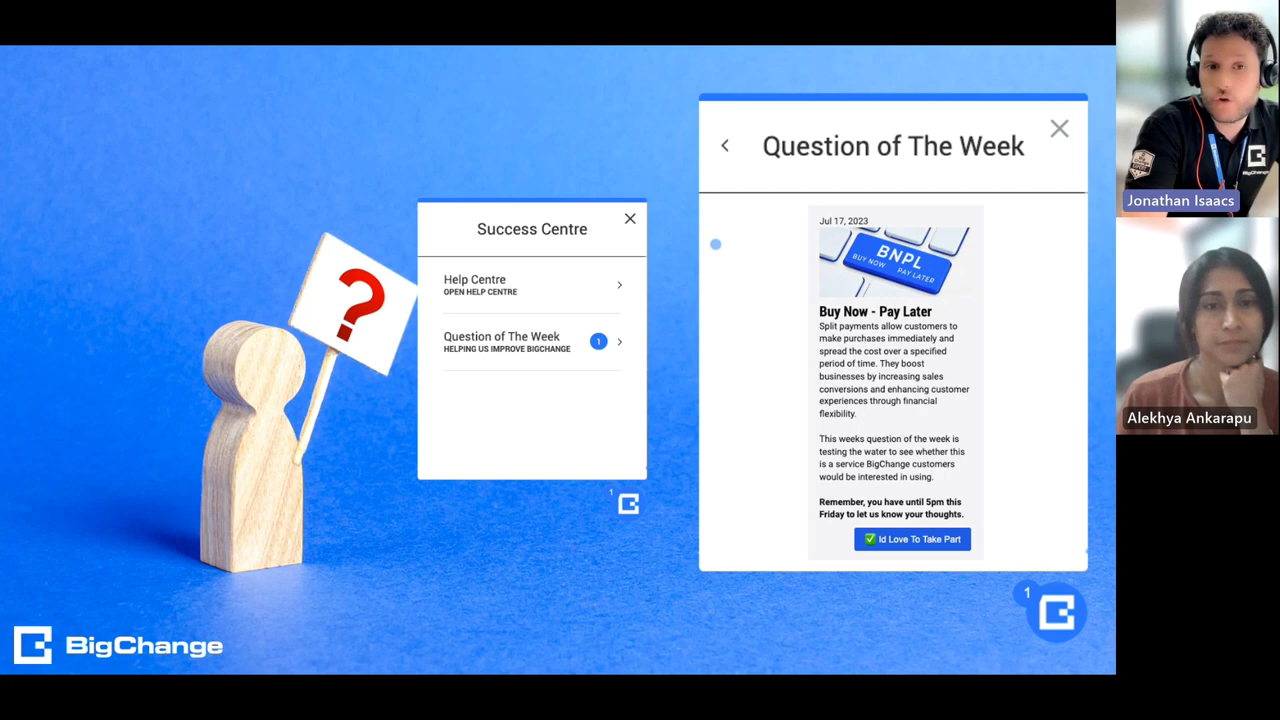 ?
Success Centre
Help Centre
OPEN HELP CENTRE
Question of The Week
HELPING US IMPROVE BIGCHANGE
1
1
Question of The Week
Jul 17, 2023
BNPL
BUY NOW PAY LATER
Buy Now - Pay Later
Split payments allow customers to
make purchases immediately and
spread the cost over a specified
period of time. They boost
businesses by increasing sales
conversions and enhancing customer
experiences through financial
flexibility.
This weeks question of the week is
testing the water to see whether this
is a service BigChange customers
would be interested in using.
Remember, you have until 5pm this
Friday to let us know your thoughts.
Id Love To Take Part
1
BigChange
BigChange
Jonathan Isaacs
Alekhya Ankarapu